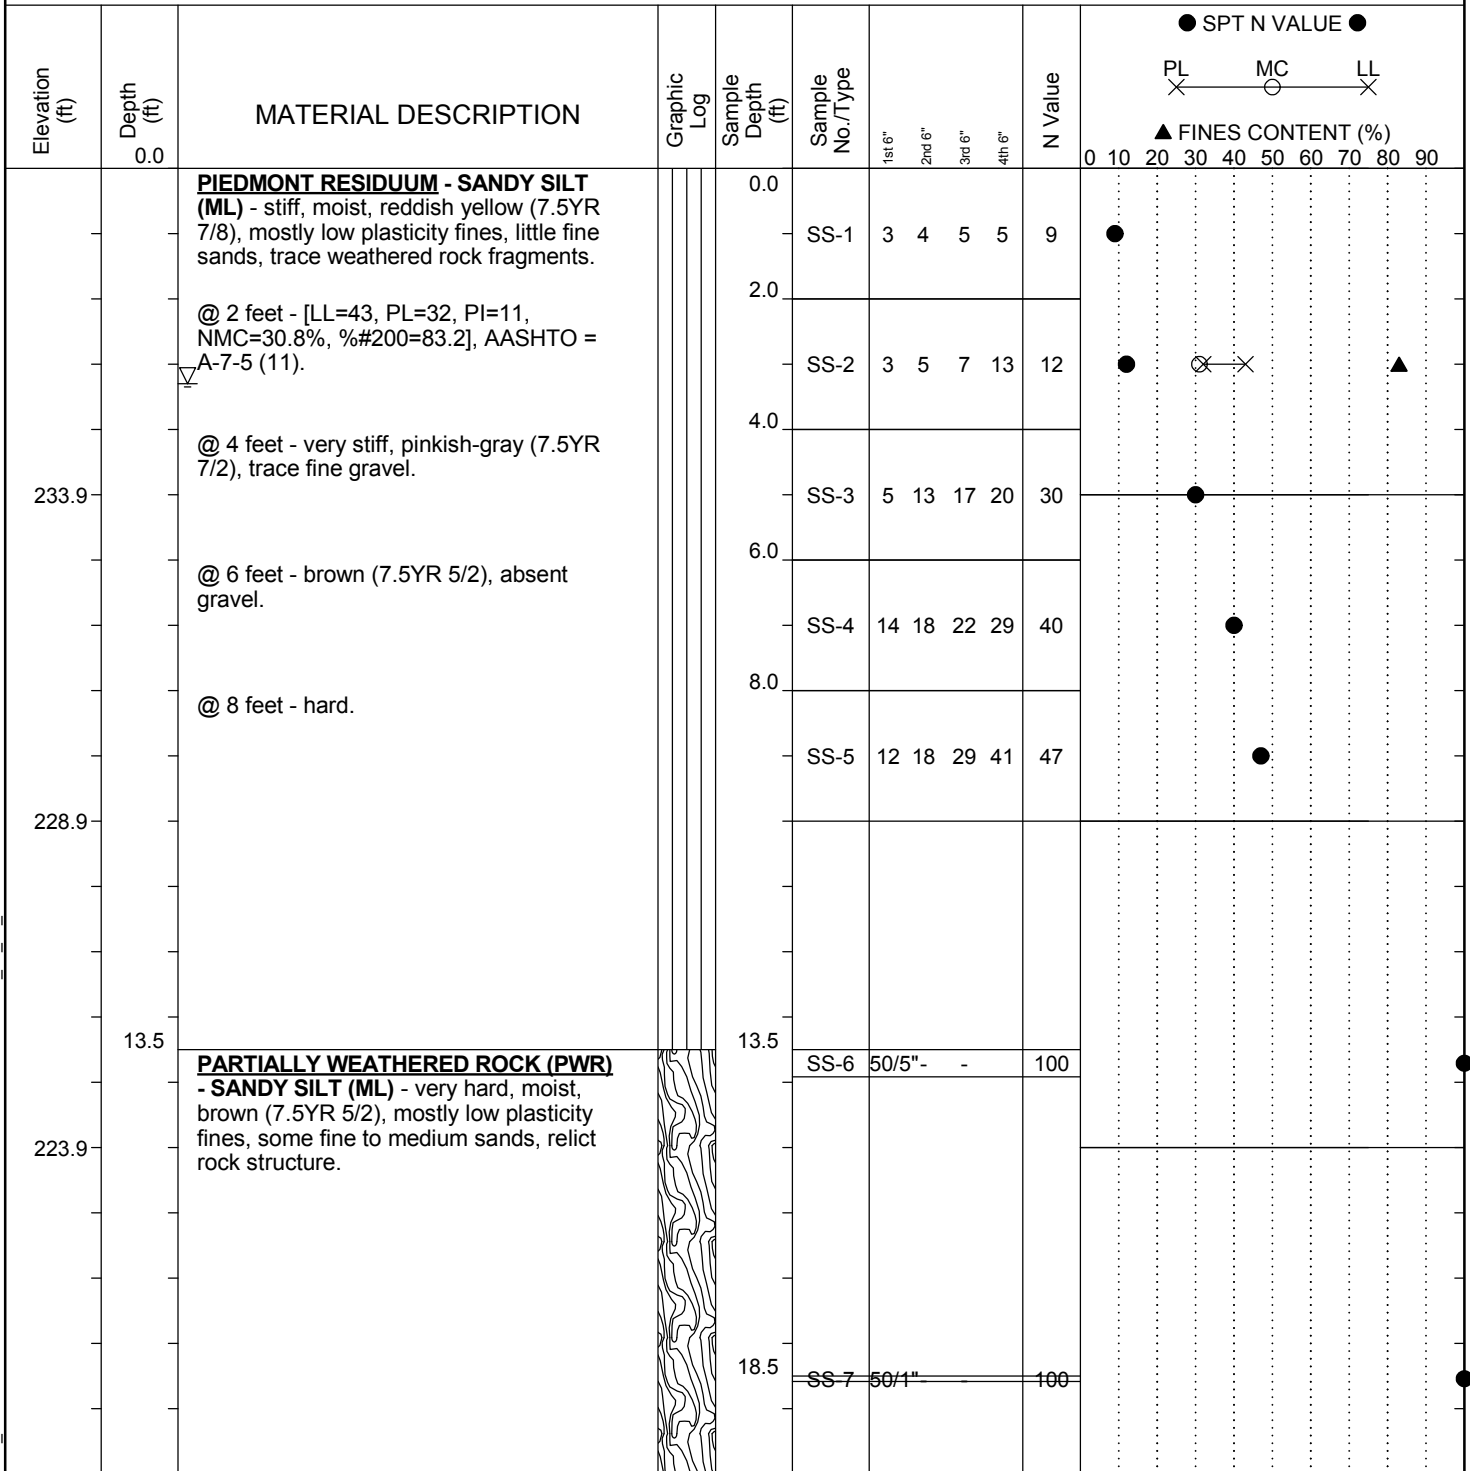 ● SPT N VALUE ●
PL MC LL
▲ FINES CONTENT (%)
Elevation (ft)
Depth (ft)
0.0
MATERIAL DESCRIPTION
Graphic Log
Sample Depth (ft)
Sample No./Type
1st 6"
2nd 6"
3rd 6"
4th 6"
N Value
0 10 20 30 40 50 60 70 80 90
PIEDMONT RESIDUUM - SANDY SILT
(ML) - stiff, moist, reddish yellow (7.5YR
7/8), mostly low plasticity fines, little fine
sands, trace weathered rock fragments.
0.0
SS-1 3 4 5 5 9
2.0
@ 2 feet - [LL=43, PL=32, PI=11,
NMC=30.8%, %#200=83.2], AASHTO =
A-7-5 (11).
SS-2 3 5 7 13 12
4.0
@ 4 feet - very stiff, pinkish-gray (7.5YR
7/2), trace fine gravel.
233.9
SS-3 5 13 17 20 30
6.0
@ 6 feet - brown (7.5YR 5/2), absent
gravel.
SS-4 14 18 22 29 40
8.0
@ 8 feet - hard.
SS-5 12 18 29 41 47
228.9
13.5
13.5
PARTIALLY WEATHERED ROCK (PWR)
- SANDY SILT (ML) - very hard, moist,
brown (7.5YR 5/2), mostly low plasticity
fines, some fine to medium sands, relict
rock structure.
SS-6 50/5" - - 100
223.9
18.5
SS-7 50/1" - - 100